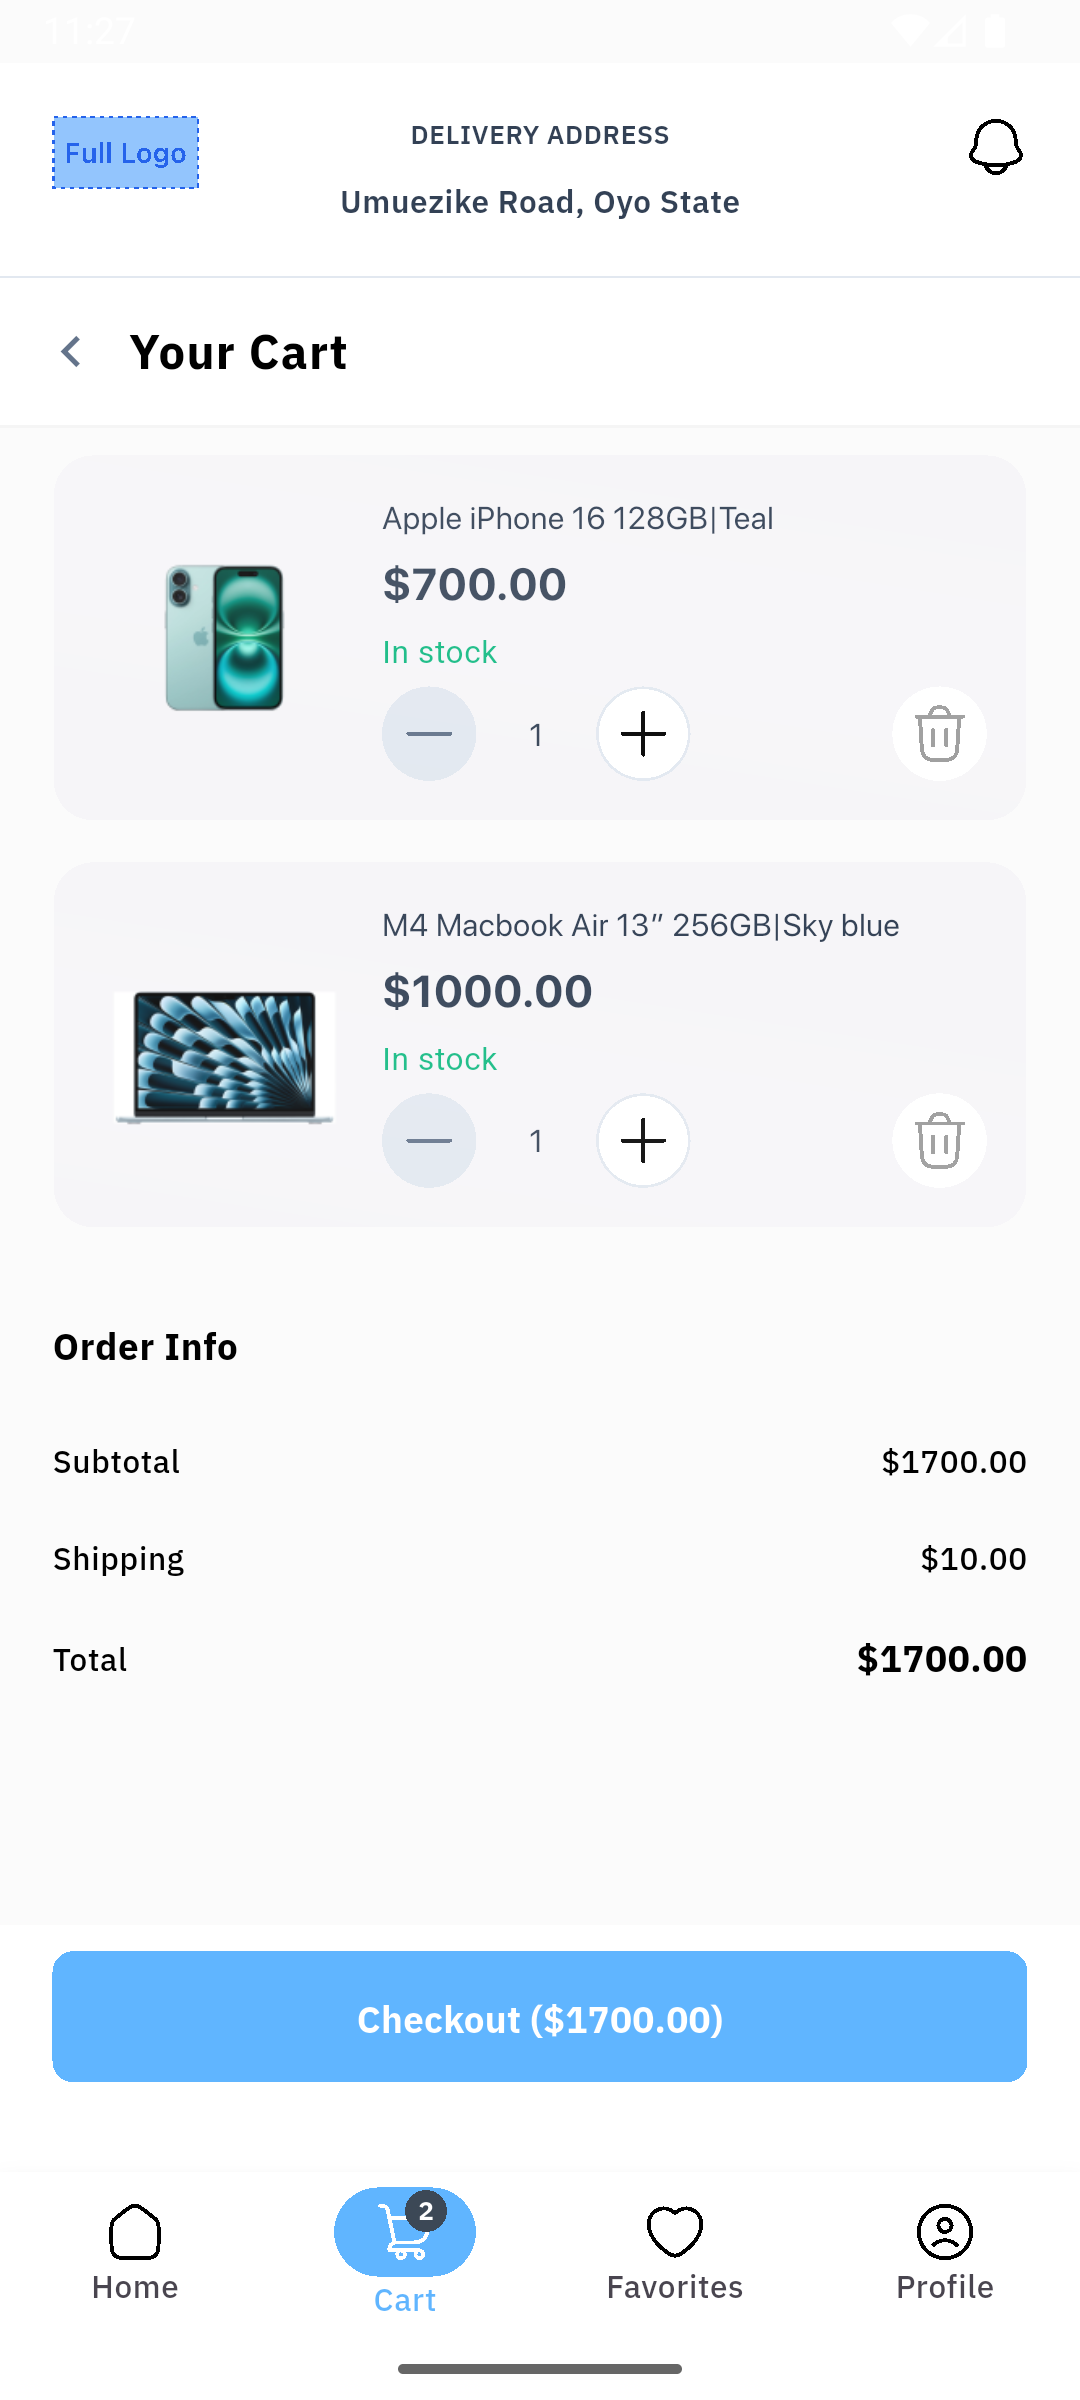 11:27
Full Logo
DELIVERY ADDRESS
Umuezike Road, Oyo State
Your Cart
Apple iPhone 16 128GB|Teal
$700.00
In stock
1
M4 Macbook Air 13” 256GB|Sky blue
$1000.00
In stock
1
Order Info
Subtotal $1700.00
Shipping $10.00
Total $1700.00
Checkout ($1700.00)
2
Home Cart Favorites Profile